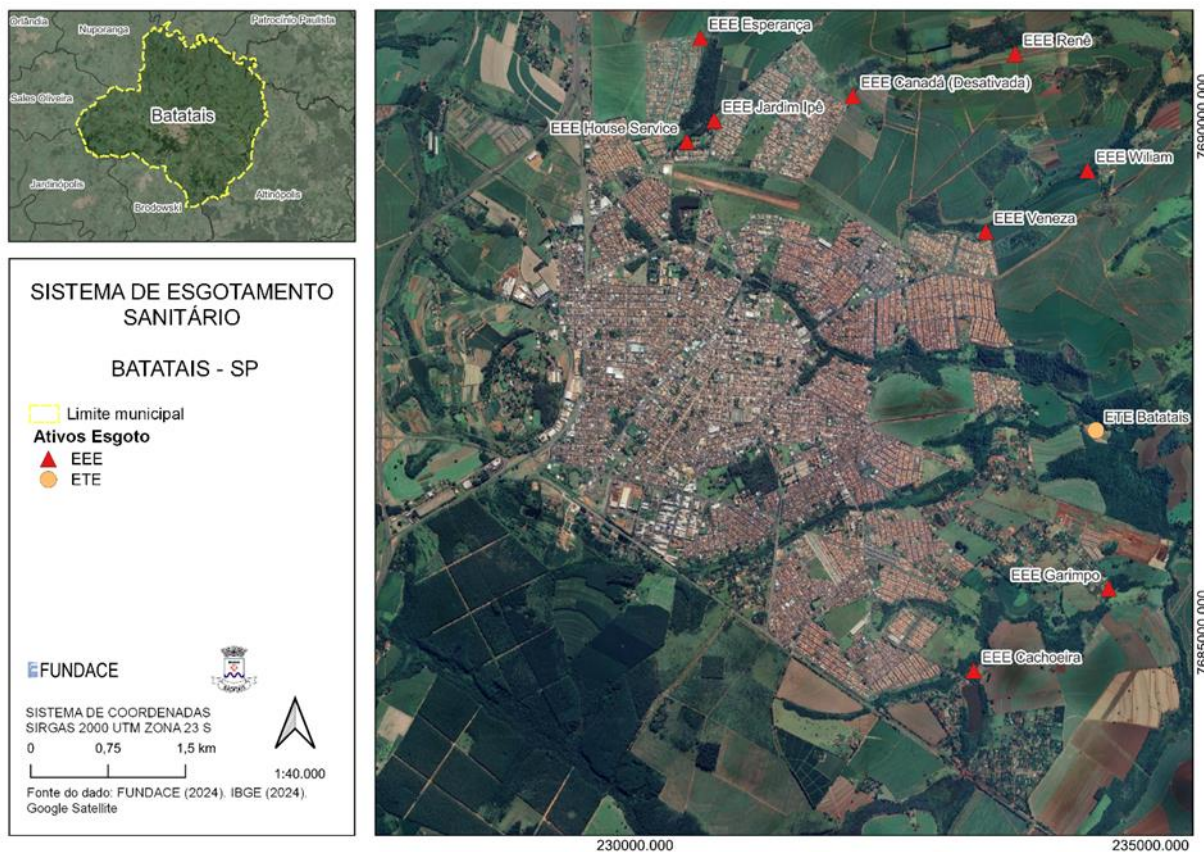 Orlândia
Nuporanga
Patrocínio Paulista
Sales Oliveira
Batatais
Jardinópolis
Brodowski
Altinópolis
SISTEMA DE ESGOTAMENTO
SANITÁRIO
BATATAIS - SP
Limite municipal
Ativos Esgoto
EEE
ETE
FUNDACE
SISTEMA DE COORDENADAS
SIRGAS 2000 UTM ZONA 23 S
0 0,75 1,5 km
1:40.000
Fonte do dado: FUNDACE (2024). IBGE (2024).
Google Satellite
EEE Esperança
EEE Renê
EEE Canadá (Desativada)
EEE Jardim Ipê
EEE House Service
EEE Wiliam
EEE Veneza
ETE Batatais
EEE Garimpo
EEE Cachoeira
7690000.000
7685000.000
230000.000
235000.000